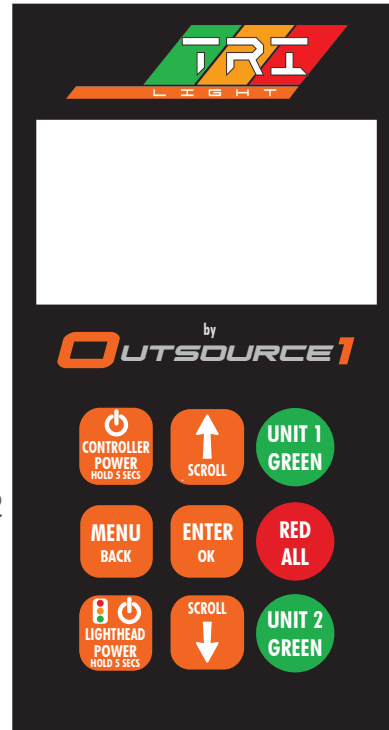 TRI
LIGHT
by
OUTSOURCE1
CONTROLLER
POWER
HOLD 5 SECS
SCROLL
UNIT 1
GREEN
MENU
BACK
ENTER
OK
RED
ALL
LIGHTHEAD
POWER
HOLD 5 SECS
SCROLL
UNIT 2
GREEN